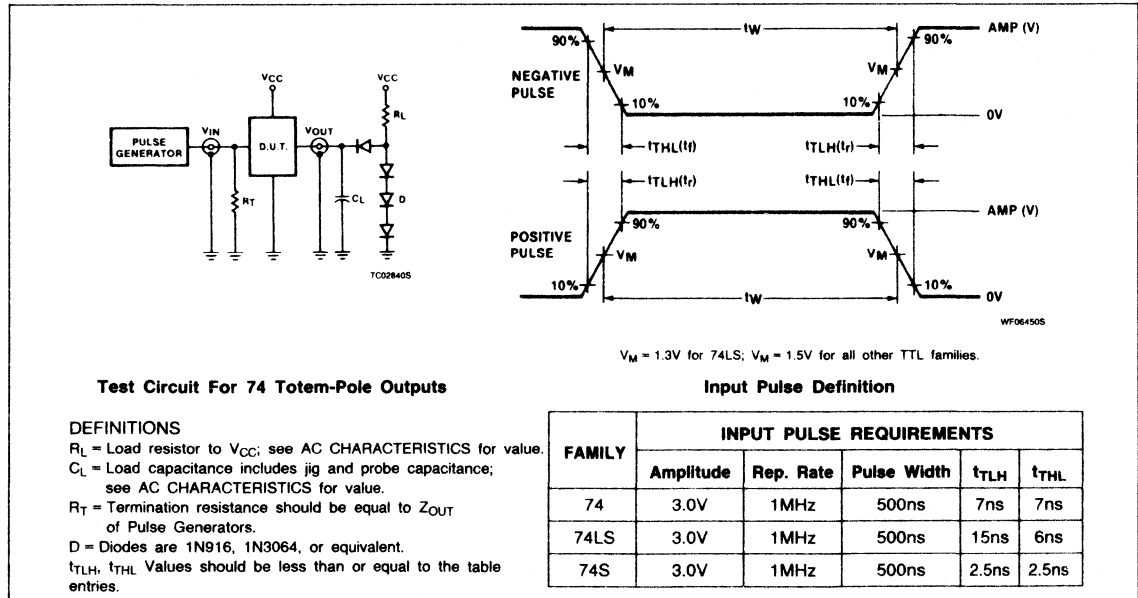 PULSE
GENERATOR
VIN
RT
VCC
D.U.T.
VOUT
CL
VCC
RL
D
TC02840S
NEGATIVE
PULSE
90%
VM
10%
tW
10%
VM
90%
AMP (V)
0V
tTHL(tf)
tTLH(tr)
tTLH(tr)
tTHL(tf)
POSITIVE
PULSE
10%
VM
90%
tW
90%
VM
10%
AMP (V)
0V
WF06450S
VM = 1.3V for 74LS; VM = 1.5V for all other TTL families.
Test Circuit For 74 Totem-Pole Outputs
Input Pulse Definition
DEFINITIONS
RL = Load resistor to VCC; see AC CHARACTERISTICS for value.
CL = Load capacitance includes jig and probe capacitance;
see AC CHARACTERISTICS for value.
RT = Termination resistance should be equal to ZOUT
of Pulse Generators.
D = Diodes are 1N916, 1N3064, or equivalent.
tTLH, tTHL Values should be less than or equal to the table
entries.
FAMILY INPUT PULSE REQUIREMENTS
Amplitude Rep. Rate Pulse Width tTLH tTHL
74 3.0V 1MHz 500ns 7ns 7ns
74LS 3.0V 1MHz 500ns 15ns 6ns
74S 3.0V 1MHz 500ns 2.5ns 2.5ns